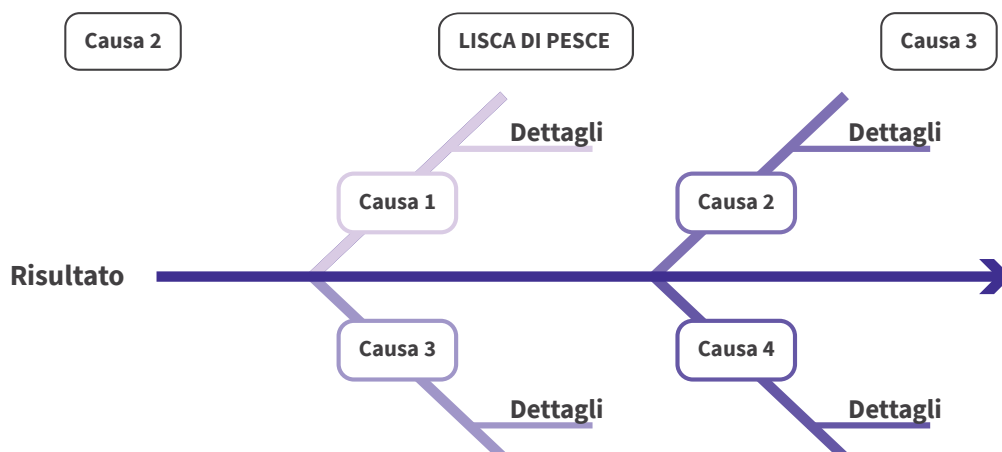 Causa 2
LISCA DI PESCE
Causa 3
Dettagli
Dettagli
Causa 1
Causa 2
Risultato
Causa 3
Causa 4
Dettagli
Dettagli